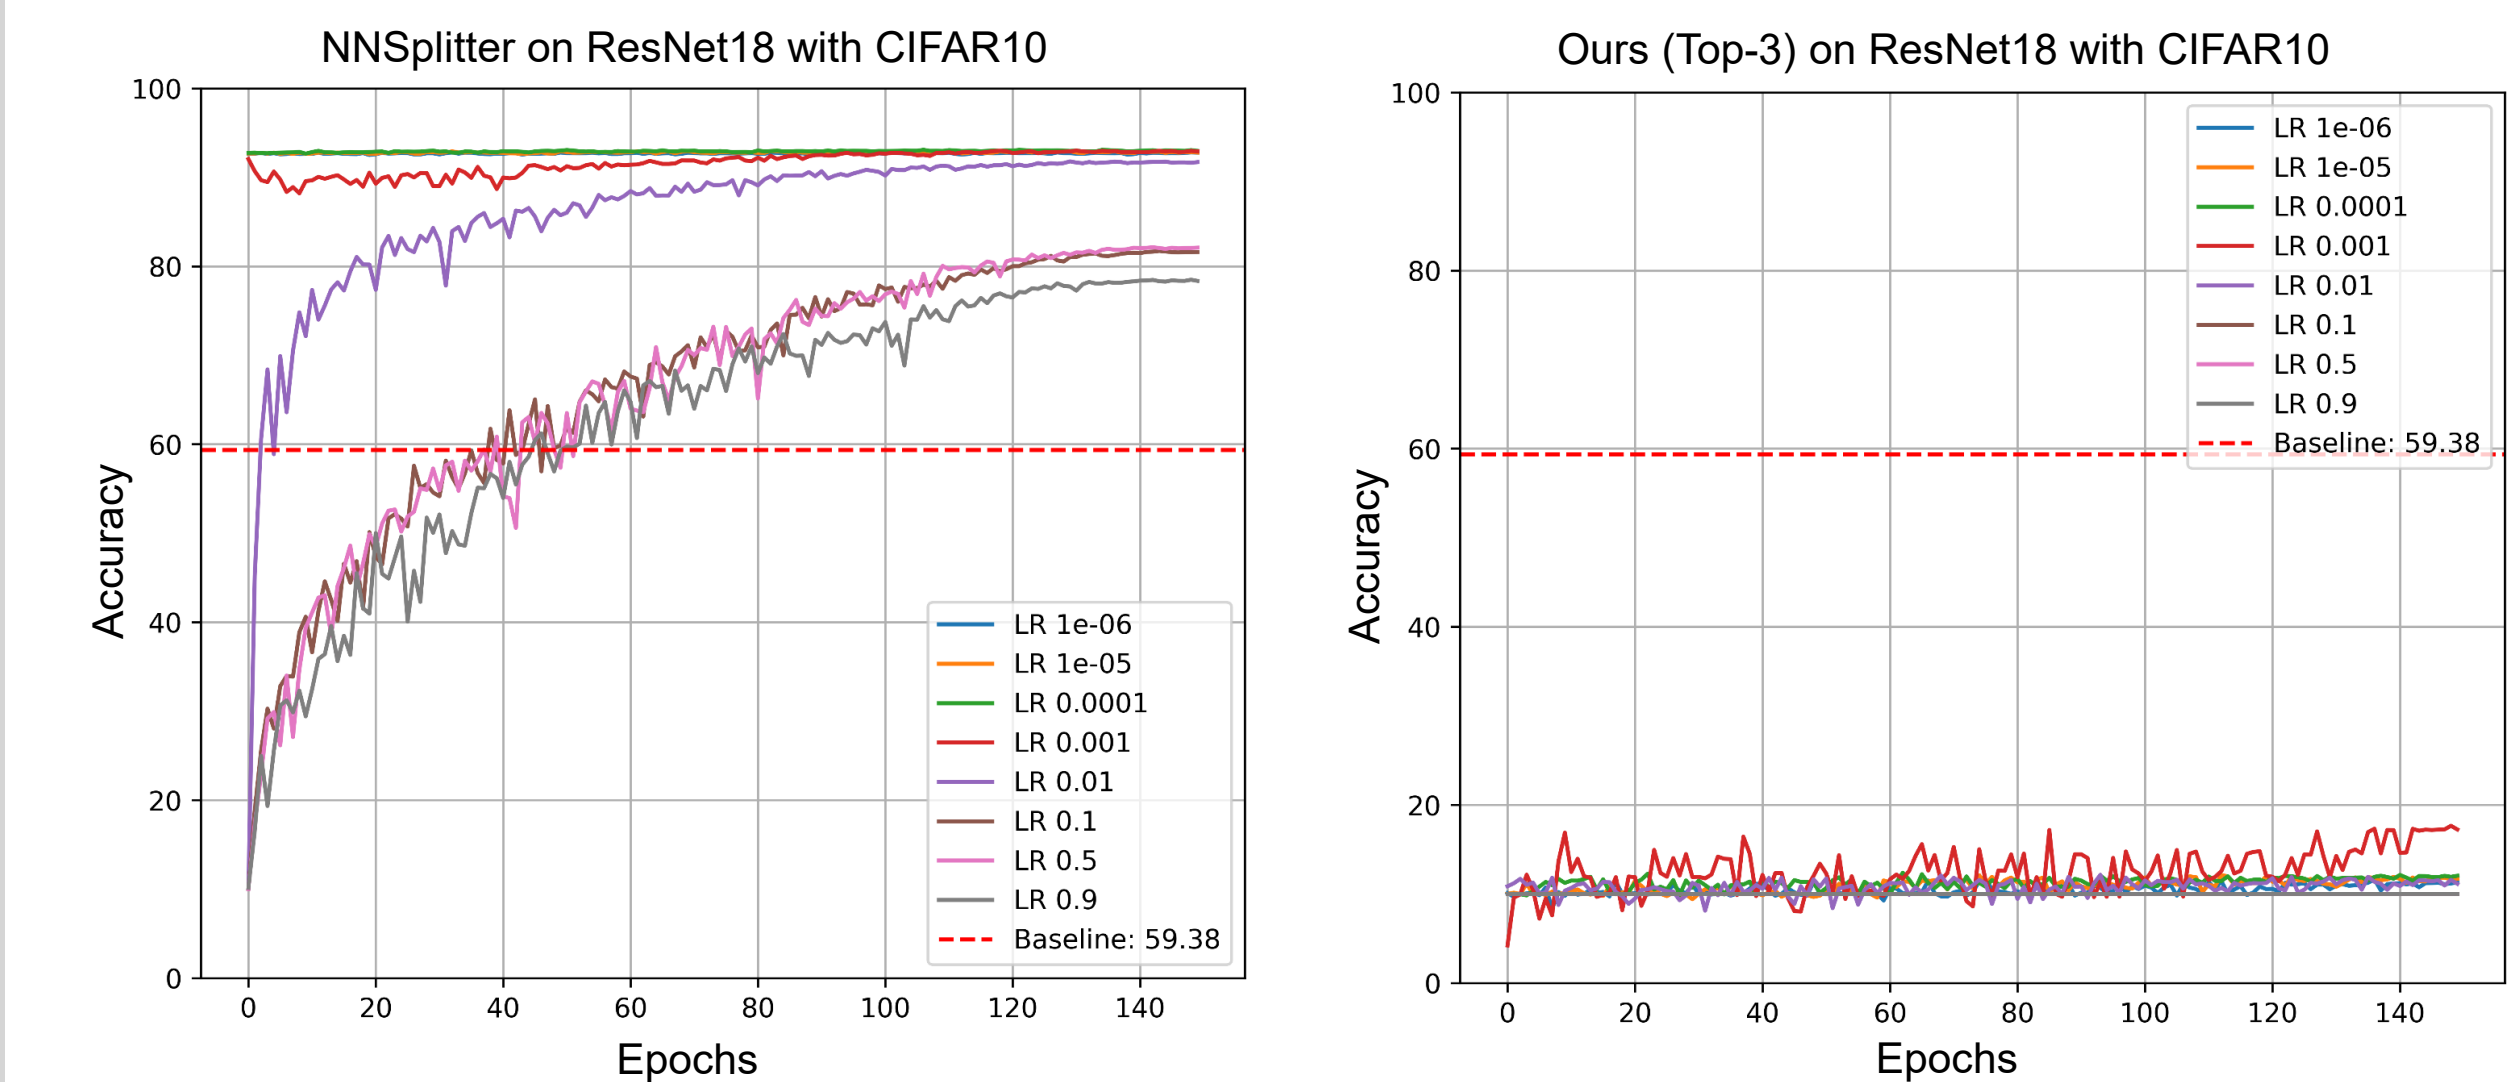 NNSplitter on ResNet18 with CIFAR10
100
80
60
40
20
0
Accuracy
0 20 40 60 80 100 120 140
Epochs
LR 1e-06
LR 1e-05
LR 0.0001
LR 0.001
LR 0.01
LR 0.1
LR 0.5
LR 0.9
Baseline: 59.38
Ours (Top-3) on ResNet18 with CIFAR10
100
80
60
40
20
0
Accuracy
0 20 40 60 80 100 120 140
Epochs
LR 1e-06
LR 1e-05
LR 0.0001
LR 0.001
LR 0.01
LR 0.1
LR 0.5
LR 0.9
Baseline: 59.38